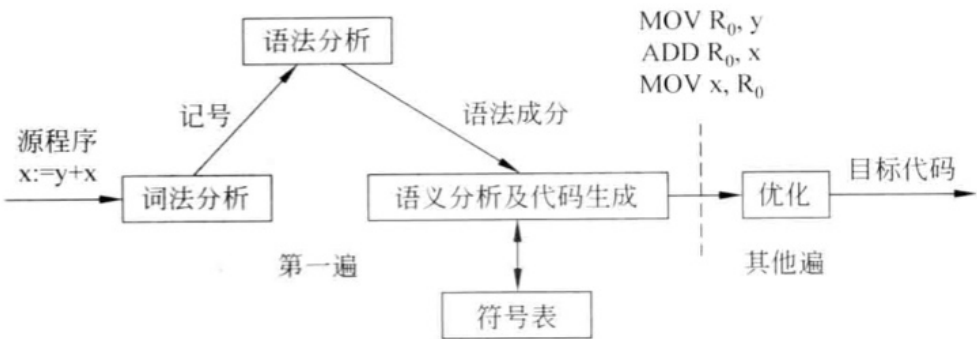 语法分析
MOV R₀, y
ADD R₀, x
MOV x, R₀
记号
语法成分
源程序
x:=y+x
词法分析
语义分析及代码生成
优化
目标代码
第一遍
其他遍
符号表